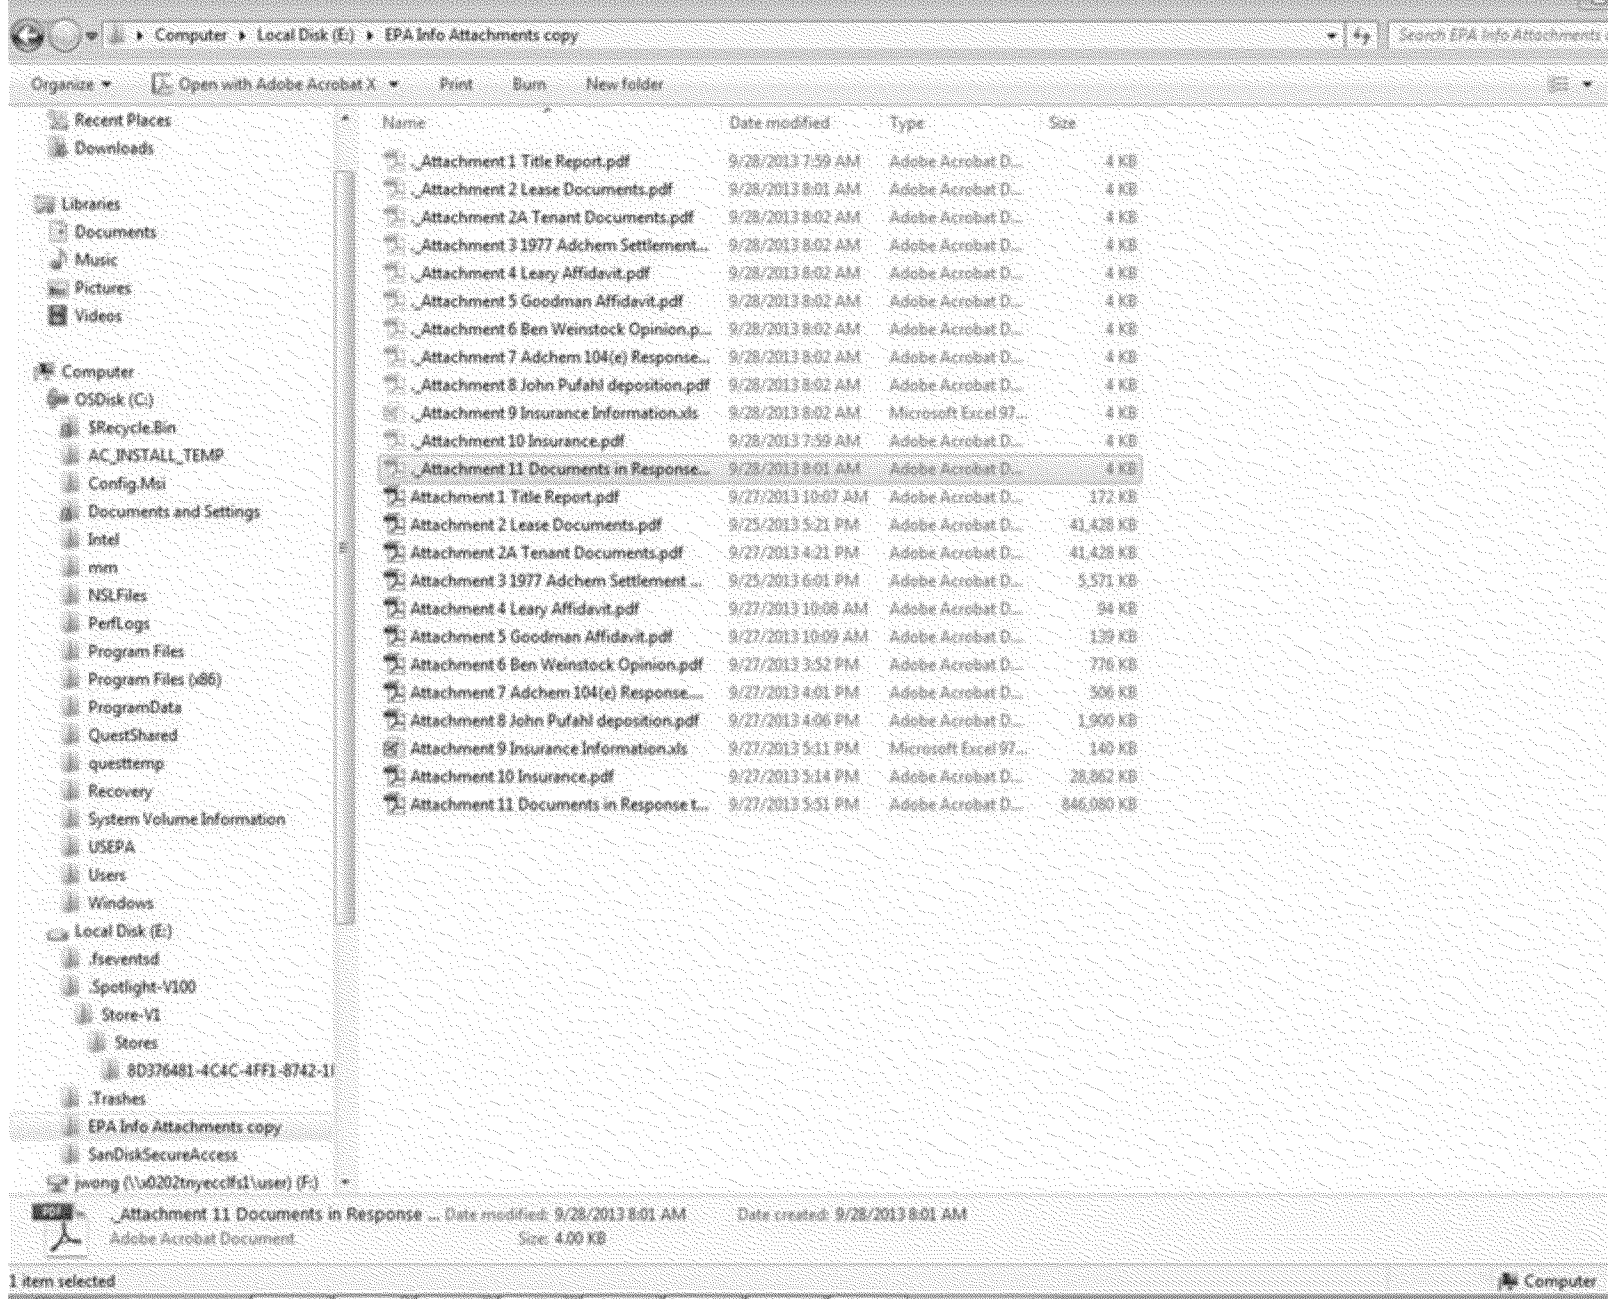 Computer ▸ Local Disk (E:) ▸ EPA Info Attachments copy
Search EPA Info Attachments
Organize Open with Adobe Acrobat X Print Burn New folder
Recent Places
Downloads
Libraries
Documents
Music
Pictures
Videos
Computer
OSDisk (C:)
$Recycle.Bin
AC_INSTALL_TEMP
Config.Msi
Documents and Settings
Intel
mm
NSLFiles
PerfLogs
Program Files
Program Files (x86)
ProgramData
QuestShared
questtemp
Recovery
System Volume Information
USEPA
Users
Windows
Local Disk (E:)
.fseventsd
.Spotlight-V100
Store-V1
Stores
8D376481-4C4C-4FF1-8742-1
.Trashes
EPA Info Attachments copy
SanDiskSecureAccess
jwong (\\v0202tnyecclfs1\user) (F:)
Name Date modified Type Size
._Attachment 1 Title Report.pdf 9/28/2013 7:59 AM Adobe Acrobat D... 4 KB
._Attachment 2 Lease Documents.pdf 9/28/2013 8:01 AM Adobe Acrobat D... 4 KB
._Attachment 2A Tenant Documents.pdf 9/28/2013 8:02 AM Adobe Acrobat D... 4 KB
._Attachment 3 1977 Adchem Settlement... 9/28/2013 8:02 AM Adobe Acrobat D... 4 KB
._Attachment 4 Leary Affidavit.pdf 9/28/2013 8:02 AM Adobe Acrobat D... 4 KB
._Attachment 5 Goodman Affidavit.pdf 9/28/2013 8:02 AM Adobe Acrobat D... 4 KB
._Attachment 6 Ben Weinstock Opinion.p... 9/28/2013 8:02 AM Adobe Acrobat D... 4 KB
._Attachment 7 Adchem 104(e) Response... 9/28/2013 8:02 AM Adobe Acrobat D... 4 KB
._Attachment 8 John Pufahl deposition.pdf 9/28/2013 8:02 AM Adobe Acrobat D... 4 KB
._Attachment 9 Insurance Information.xls 9/28/2013 8:02 AM Microsoft Excel 97... 4 KB
._Attachment 10 Insurance.pdf 9/28/2013 7:59 AM Adobe Acrobat D... 4 KB
._Attachment 11 Documents in Response... 9/28/2013 8:01 AM Adobe Acrobat D... 4 KB
Attachment 1 Title Report.pdf 9/27/2013 10:07 AM Adobe Acrobat D... 172 KB
Attachment 2 Lease Documents.pdf 9/25/2013 5:21 PM Adobe Acrobat D... 41,428 KB
Attachment 2A Tenant Documents.pdf 9/27/2013 4:21 PM Adobe Acrobat D... 41,428 KB
Attachment 3 1977 Adchem Settlement ... 9/25/2013 6:01 PM Adobe Acrobat D... 5,571 KB
Attachment 4 Leary Affidavit.pdf 9/27/2013 10:08 AM Adobe Acrobat D... 94 KB
Attachment 5 Goodman Affidavit.pdf 9/27/2013 10:09 AM Adobe Acrobat D... 139 KB
Attachment 6 Ben Weinstock Opinion.pdf 9/27/2013 3:52 PM Adobe Acrobat D... 776 KB
Attachment 7 Adchem 104(e) Response.... 9/27/2013 4:01 PM Adobe Acrobat D... 506 KB
Attachment 8 John Pufahl deposition.pdf 9/27/2013 4:06 PM Adobe Acrobat D... 1,900 KB
Attachment 9 Insurance Information.xls 9/27/2013 5:11 PM Microsoft Excel 97... 140 KB
Attachment 10 Insurance.pdf 9/27/2013 5:14 PM Adobe Acrobat D... 28,862 KB
Attachment 11 Documents in Response t... 9/27/2013 5:51 PM Adobe Acrobat D... 846,080 KB
PDF
._Attachment 11 Documents in Response ... Date modified: 9/28/2013 8:01 AM Date created: 9/28/2013 8:01 AM
Adobe Acrobat Document Size: 4.00 KB
1 item selected
Computer